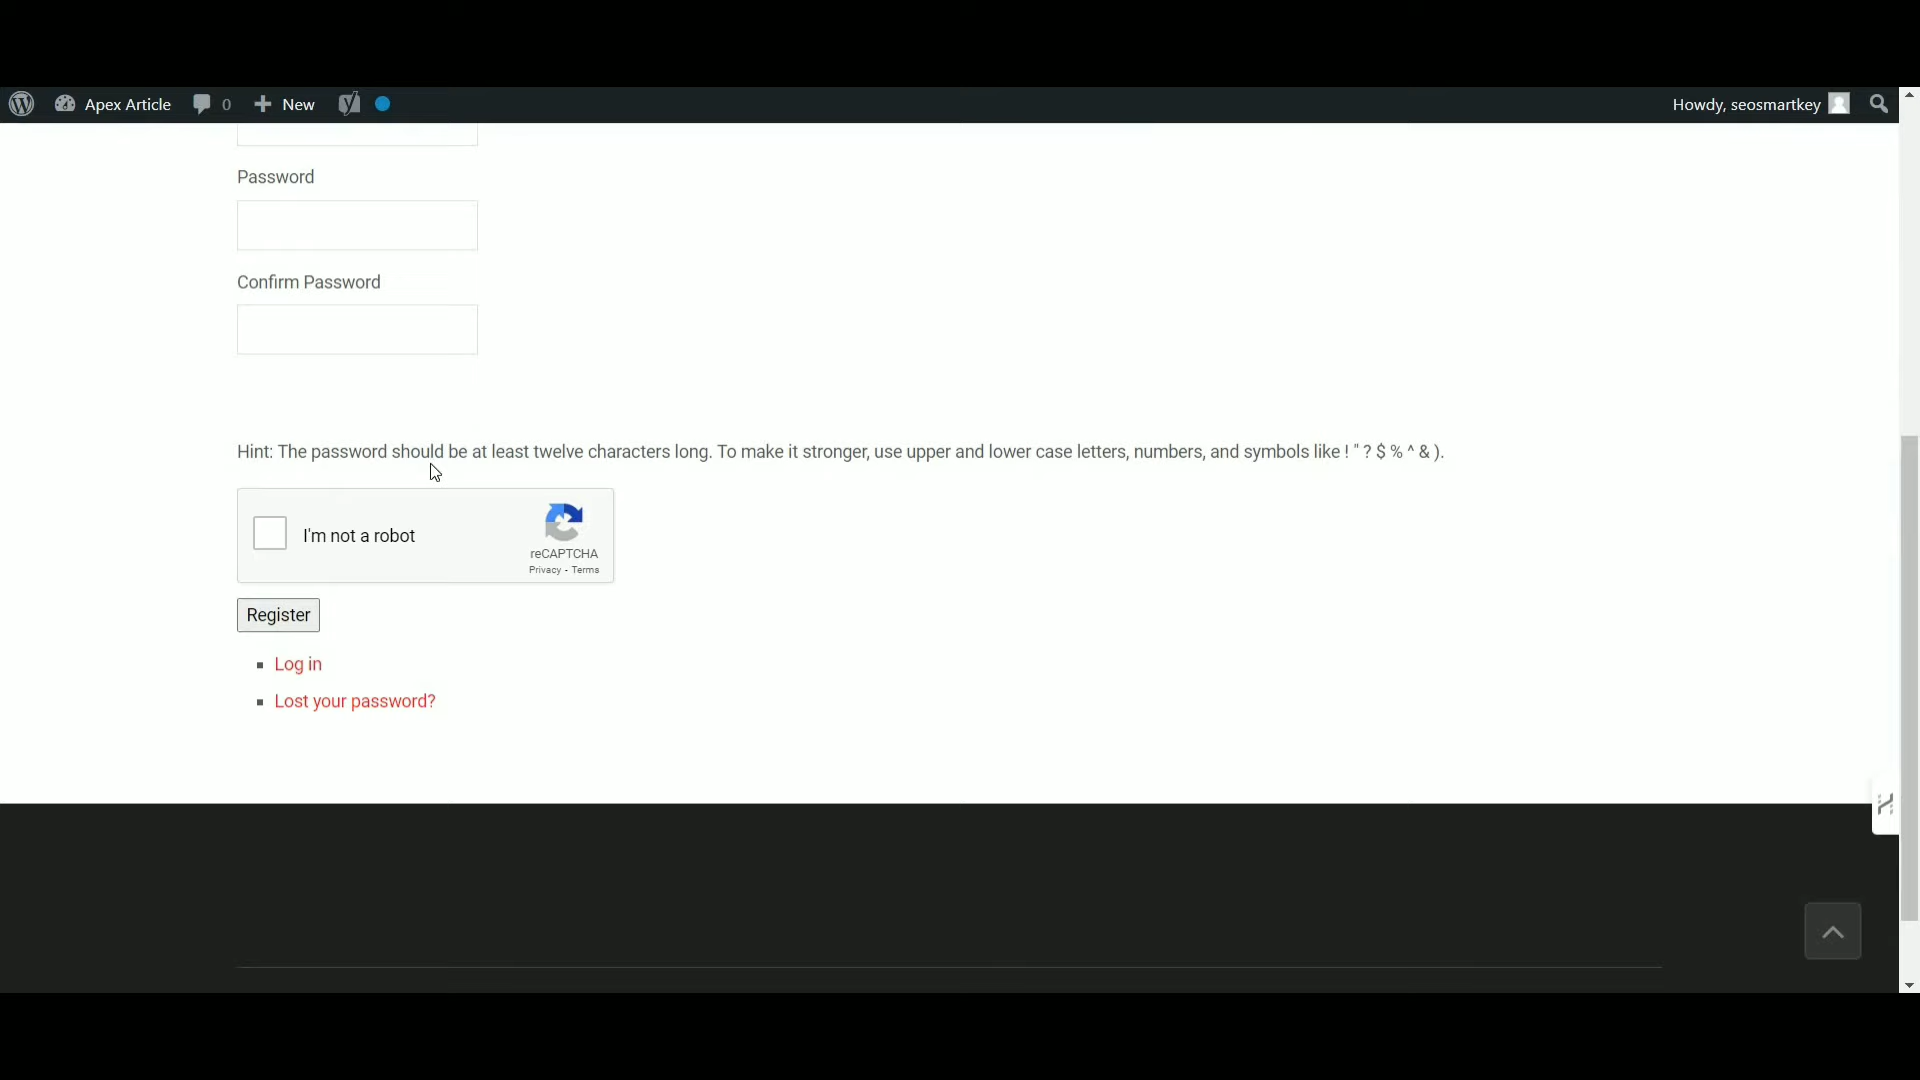 Apex Article 0 New Howdy, seosmartkey
Password
Confirm Password
Hint: The password should be at least twelve characters long. To make it stronger, use upper and lower case letters, numbers, and symbols like ! " ? $ % ^ & ).
I'm not a robot
reCAPTCHA
Privacy - Terms
Register
Log in
Lost your password?